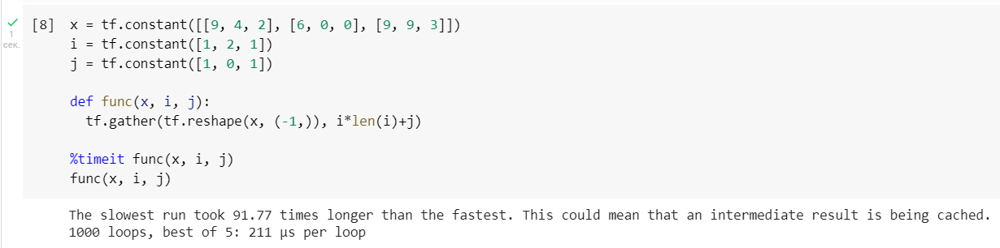 [8] x = tf.constant([[9, 4, 2], [6, 0, 0], [9, 9, 3]])
1 i = tf.constant([1, 2, 1])
сек. j = tf.constant([1, 0, 1])
def func(x, i, j):
tf.gather(tf.reshape(x, (-1,)), i*len(i)+j)
%timeit func(x, i, j)
func(x, i, j)
The slowest run took 91.77 times longer than the fastest. This could mean that an intermediate result is being cached.
1000 loops, best of 5: 211 µs per loop